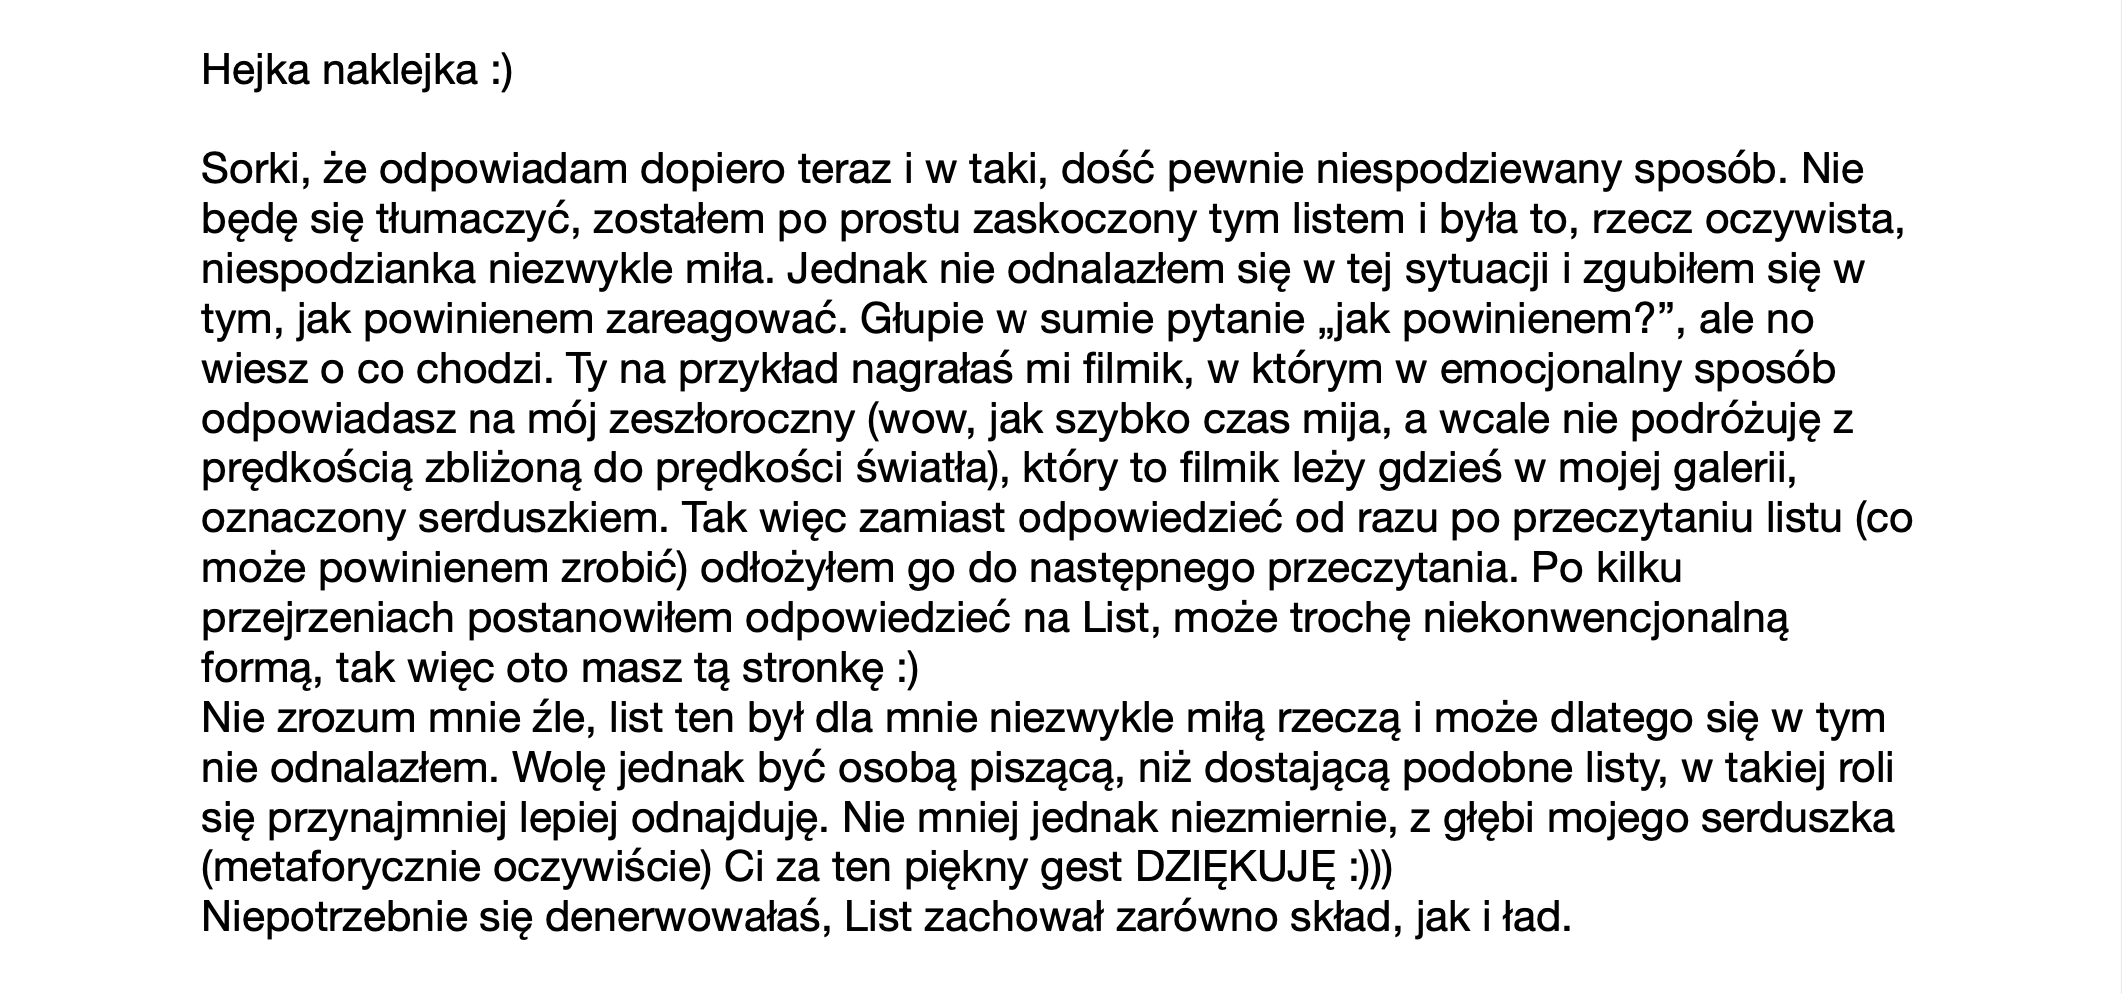 Hejka naklejka :)
Sorki, że odpowiadam dopiero teraz i w taki, dość pewnie niespodziewany sposób. Nie
będę się tłumaczyć, zostałem po prostu zaskoczony tym listem i była to, rzecz oczywista,
niespodzianka niezwykle miła. Jednak nie odnalazłem się w tej sytuacji i zgubiłem się w
tym, jak powinienem zareagować. Głupie w sumie pytanie „jak powinienem?”, ale no
wiesz o co chodzi. Ty na przykład nagrałaś mi filmik, w którym w emocjonalny sposób
odpowiadasz na mój zeszłoroczny (wow, jak szybko czas mija, a wcale nie podróżuję z
prędkością zbliżoną do prędkości światła), który to filmik leży gdzieś w mojej galerii,
oznaczony serduszkiem. Tak więc zamiast odpowiedzieć od razu po przeczytaniu listu (co
może powinienem zrobić) odłożyłem go do następnego przeczytania. Po kilku
przejrzeniach postanowiłem odpowiedzieć na List, może trochę niekonwencjonalną
formą, tak więc oto masz tą stronkę :)
Nie zrozum mnie źle, list ten był dla mnie niezwykle miłą rzeczą i może dlatego się w tym
nie odnalazłem. Wolę jednak być osobą piszącą, niż dostającą podobne listy, w takiej roli
się przynajmniej lepiej odnajduję. Nie mniej jednak niezmiernie, z głębi mojego serduszka
(metaforycznie oczywiście) Ci za ten piękny gest DZIĘKUJĘ :)))
Niepotrzebnie się denerwowałaś, List zachował zarówno skład, jak i ład.